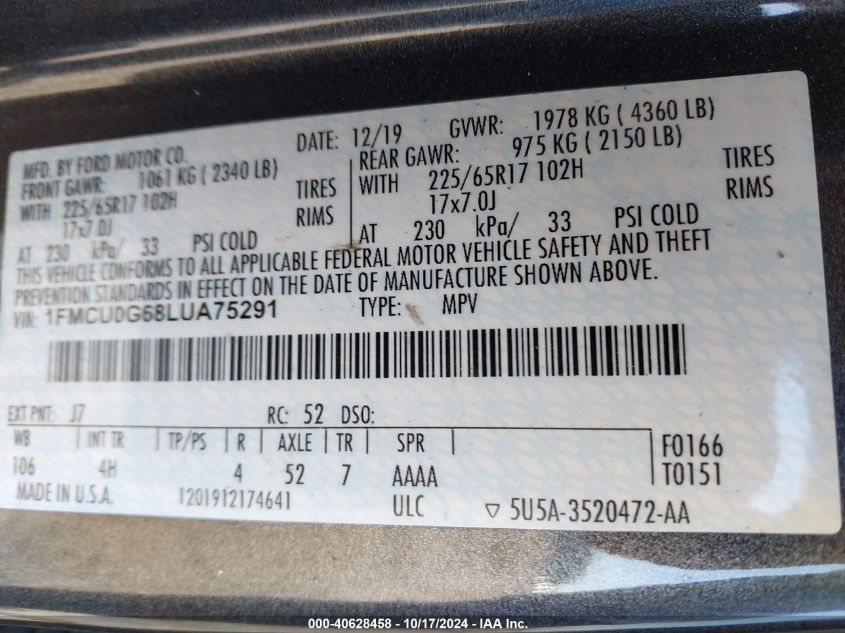 MFD. BY FORD MOTOR CO. DATE: 12/19 GVWR: 1978 KG ( 4360 LB)
FRONT GAWR: 1061 KG ( 2340 LB) REAR GAWR: 975 KG ( 2150 LB)
WITH 225/65R17 102H TIRES WITH 225/65R17 102H TIRES
17x7.0J RIMS 17x7.0J RIMS
AT 230 kPa/ 33 PSI COLD AT 230 kPa/ 33 PSI COLD
THIS VEHICLE CONFORMS TO ALL APPLICABLE FEDERAL MOTOR VEHICLE SAFETY AND THEFT
PREVENTION STANDARDS IN EFFECT ON THE DATE OF MANUFACTURE SHOWN ABOVE.
VIN: 1FMCU0G68LUA75291 TYPE: MPV
EXT PNT: J7 RC: 52 DSO:
WB INT TR TP/PS R AXLE TR SPR F0166
106 4H 4 52 7 AAAA T0151
MADE IN U.S.A. 1201912174641 ULC ▽ 5U5A-3520472-AA
000-40628458 - 10/17/2024 - IAA Inc.